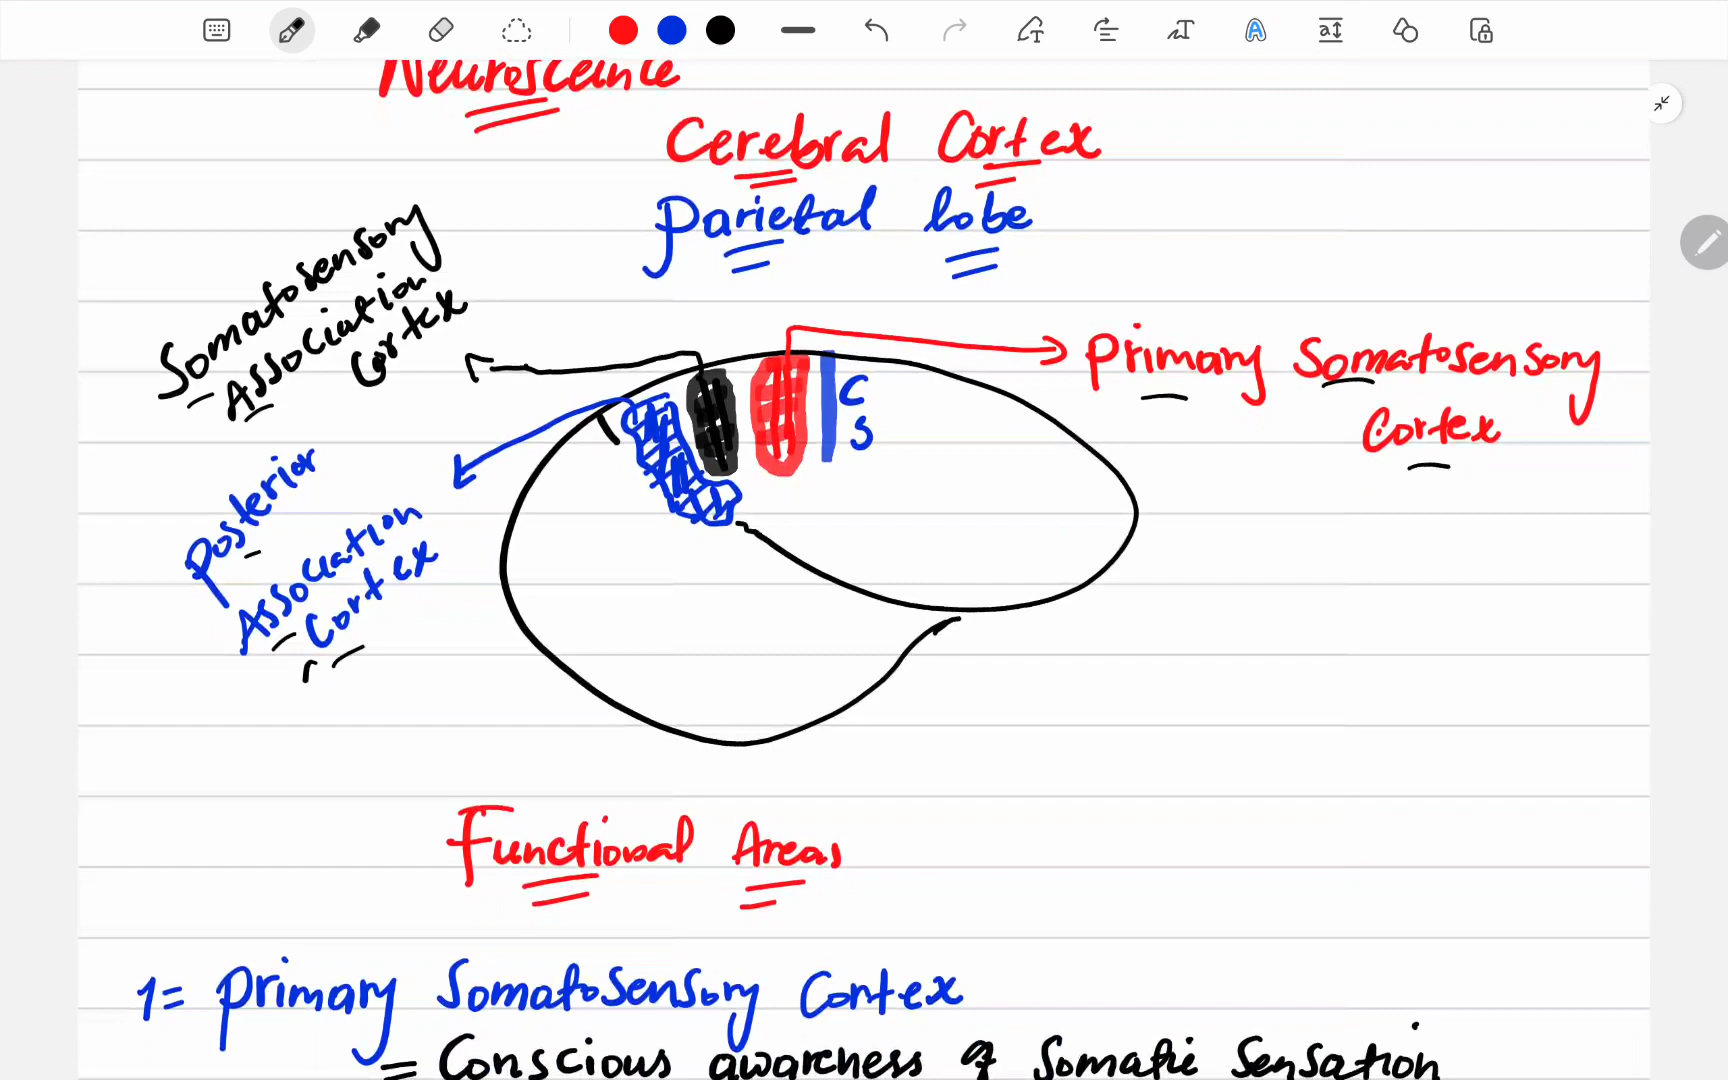 Neurosceince
Cerebral Cortex
Parietal lobe
Somatosensory
Association
Cortex
Primary Somatosensory
Cortex
C
S
Posterior
Association
Cortex
Functional Areas
1= Primary Somatosensory Cortex
= Conscious awareness of Somatic Sensation